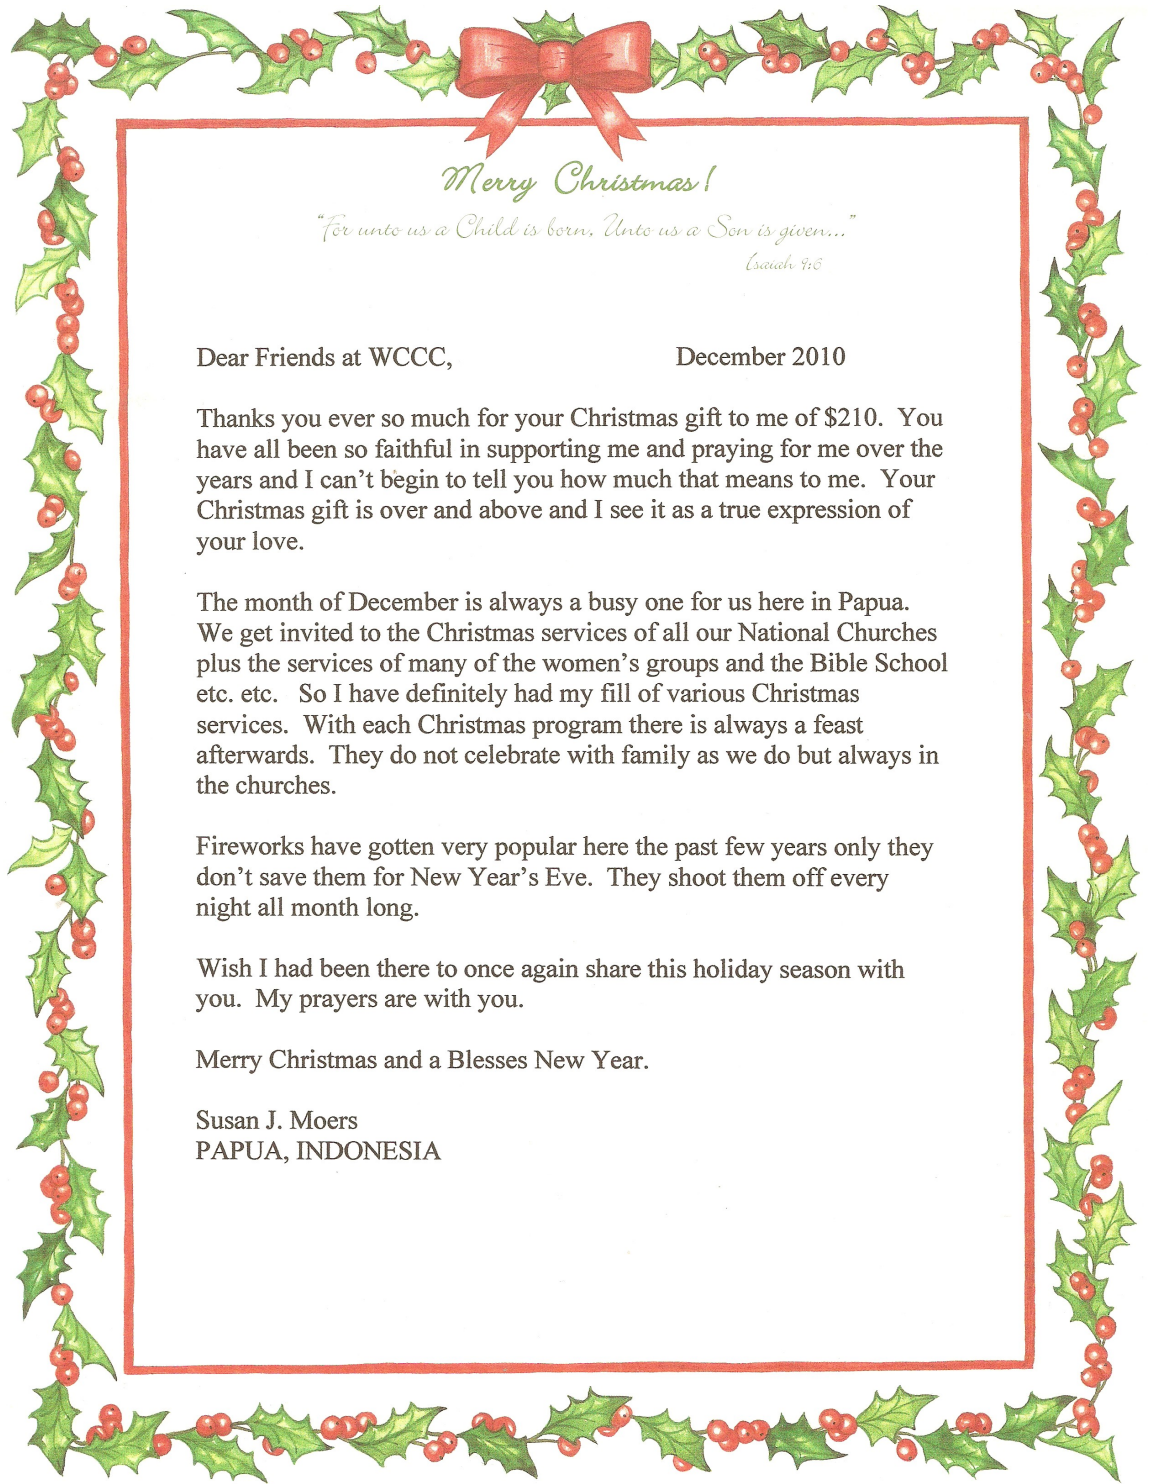 Merry Christmas!
"For unto us a Child is born, Unto us a Son is given..."
Isaiah 9:6
Dear Friends at WCCC, December 2010
Thanks you ever so much for your Christmas gift to me of $210. You
have all been so faithful in supporting me and praying for me over the
years and I can't begin to tell you how much that means to me. Your
Christmas gift is over and above and I see it as a true expression of
your love.
The month of December is always a busy one for us here in Papua.
We get invited to the Christmas services of all our National Churches
plus the services of many of the women's groups and the Bible School
etc. etc. So I have definitely had my fill of various Christmas
services. With each Christmas program there is always a feast
afterwards. They do not celebrate with family as we do but always in
the churches.
Fireworks have gotten very popular here the past few years only they
don't save them for New Year's Eve. They shoot them off every
night all month long.
Wish I had been there to once again share this holiday season with
you. My prayers are with you.
Merry Christmas and a Blesses New Year.
Susan J. Moers
PAPUA, INDONESIA